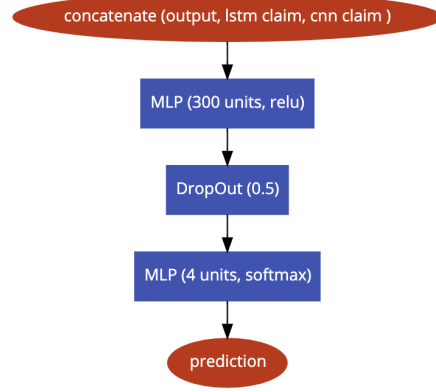 concatenate (output, lstm claim, cnn claim )
MLP (300 units, relu)
DropOut (0.5)
MLP (4 units, softmax)
prediction